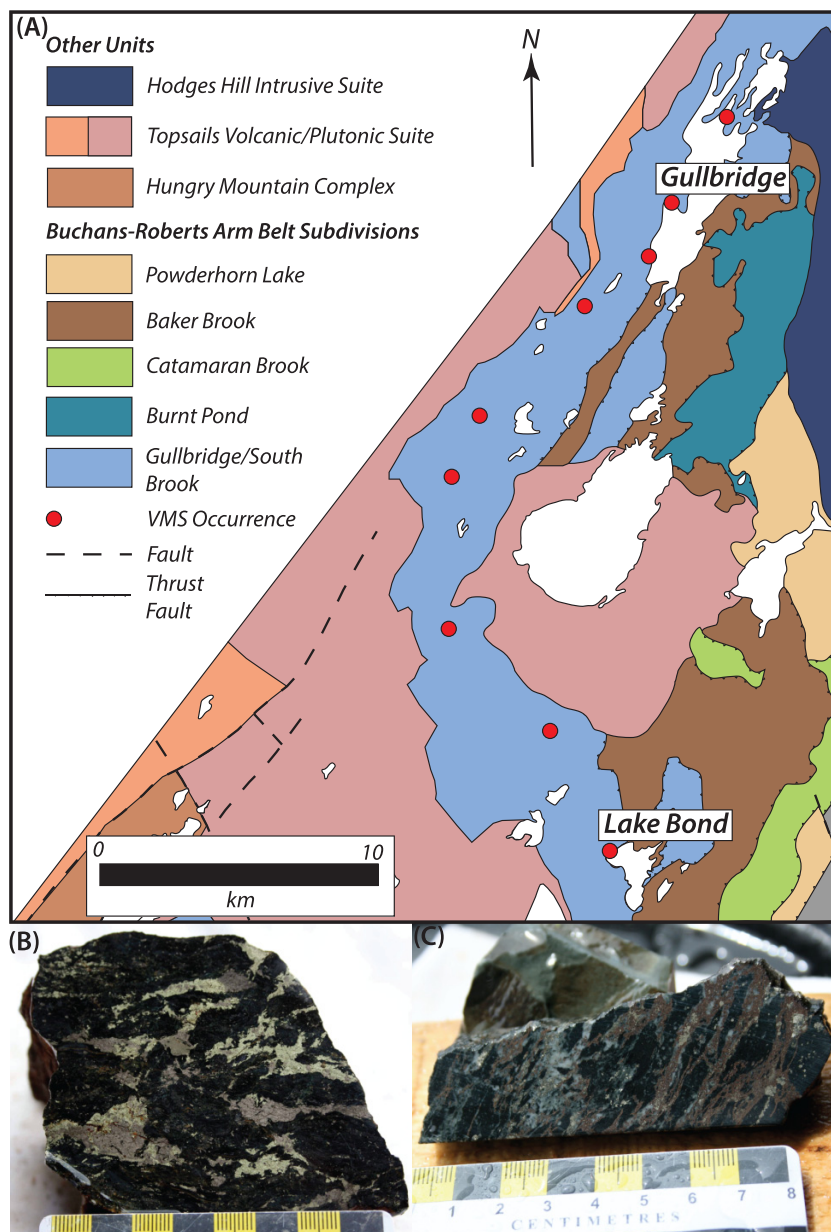 (A)
Other Units
Hodges Hill Intrusive Suite
Topsails Volcanic/Plutonic Suite
Hungry Mountain Complex
Buchans-Roberts Arm Belt Subdivisions
Powderhorn Lake
Baker Brook
Catamaran Brook
Burnt Pond
Gullbridge/South
Brook
VMS Occurrence
Fault
Thrust
Fault
N
Gullbridge
Lake Bond
0 10
km
(B)
(C)
1 2 3 4 5 6 7 8
CENTIMETRES